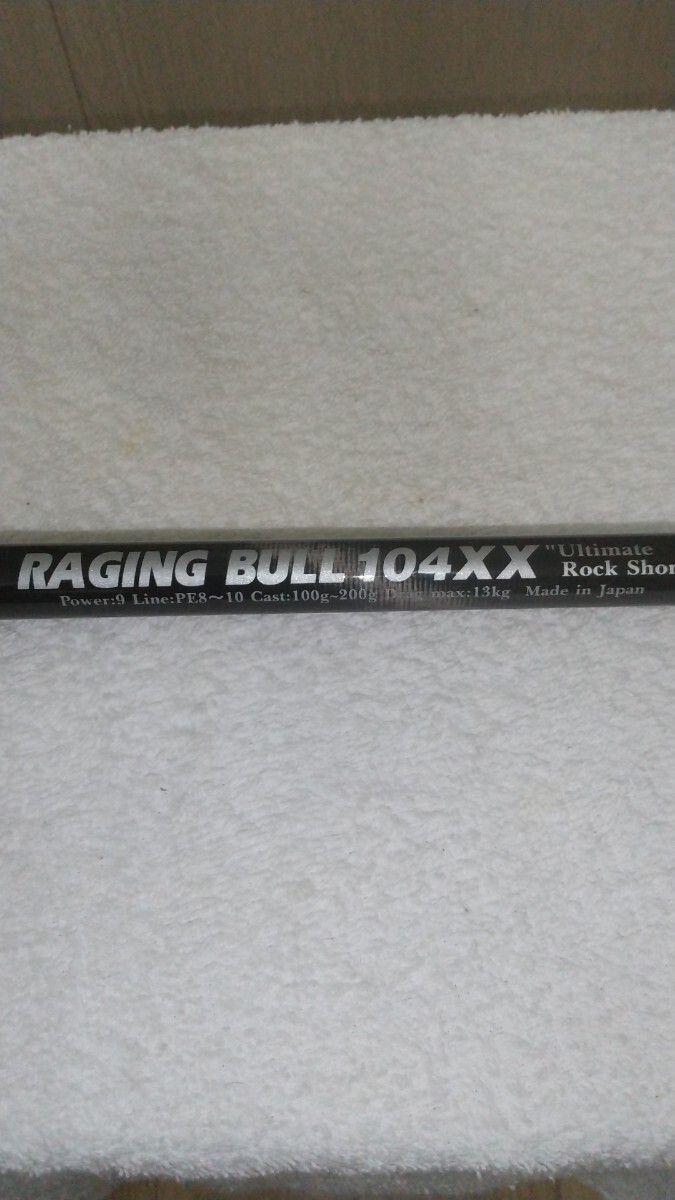 RAGING BULL 104XX "Ultimate
Rock Shor
Power:9 Line:PE8～10 Cast:100g~200g Drag max:13kg Made in Japan